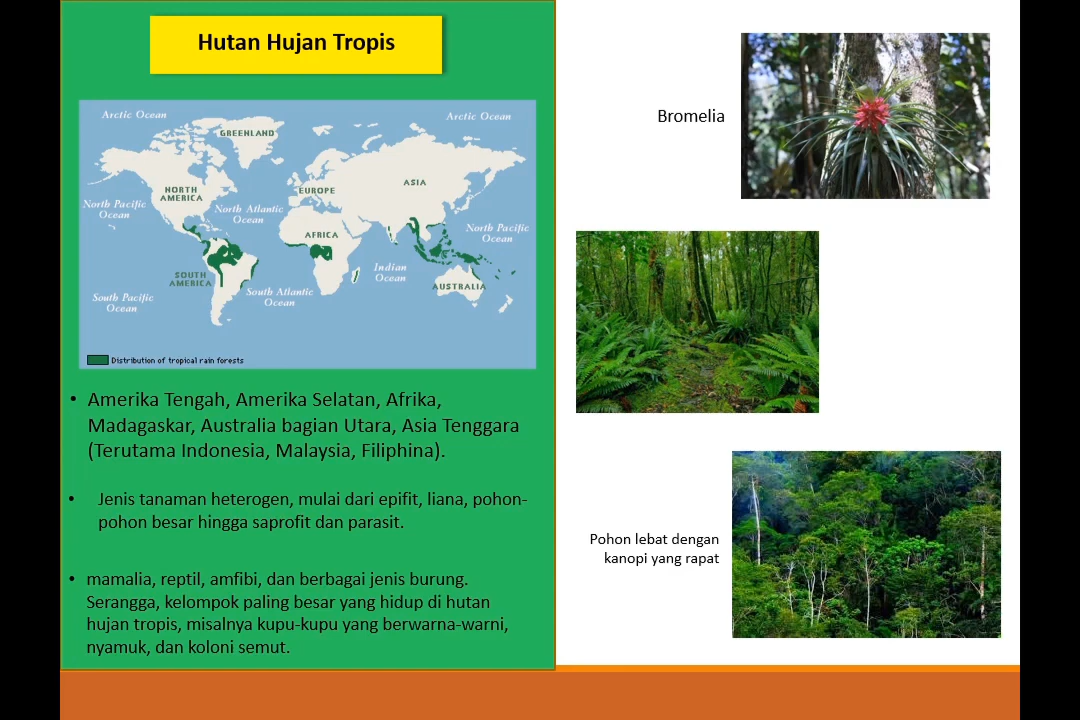 Hutan Hujan Tropis
Arctic Ocean
Arctic Ocean
GREENLAND
NORTH
AMERICA
EUROPE
ASIA
North Pacific
Ocean
North Atlantic
Ocean
AFRICA
North Pacific
Ocean
SOUTH
AMERICA
Indian
Ocean
South Pacific
Ocean
South Atlantic
Ocean
AUSTRALIA
Distribution of tropical rain forests
• Amerika Tengah, Amerika Selatan, Afrika,
Madagaskar, Australia bagian Utara, Asia Tenggara
(Terutama Indonesia, Malaysia, Filiphina).
• Jenis tanaman heterogen, mulai dari epifit, liana, pohon-
pohon besar hingga saprofit dan parasit.
• mamalia, reptil, amfibi, dan berbagai jenis burung.
Serangga, kelompok paling besar yang hidup di hutan
hujan tropis, misalnya kupu-kupu yang berwarna-warni,
nyamuk, dan koloni semut.
Bromelia
Pohon lebat dengan
kanopi yang rapat